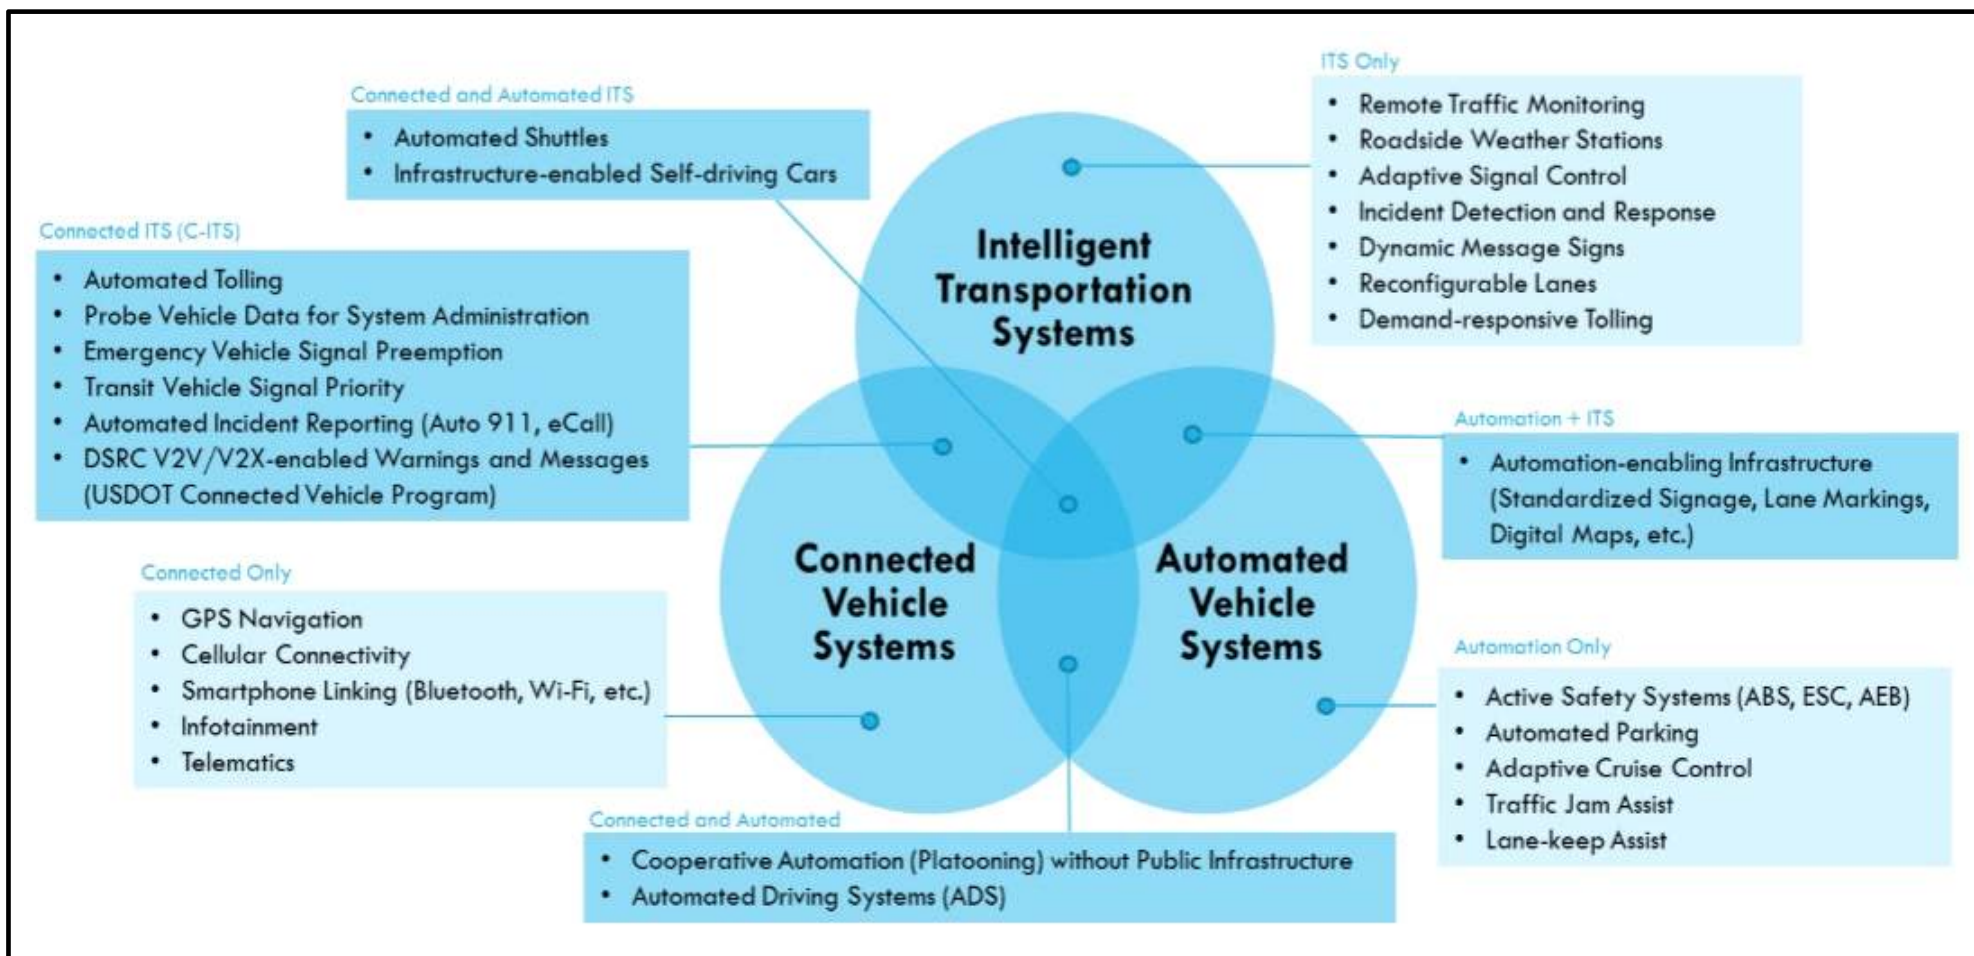 Connected and Automated ITS
• Automated Shuttles
• Infrastructure-enabled Self-driving Cars
ITS Only
• Remote Traffic Monitoring
• Roadside Weather Stations
• Adaptive Signal Control
• Incident Detection and Response
• Dynamic Message Signs
• Reconfigurable Lanes
• Demand-responsive Tolling
Connected ITS (C-ITS)
• Automated Tolling
• Probe Vehicle Data for System Administration
• Emergency Vehicle Signal Preemption
• Transit Vehicle Signal Priority
• Automated Incident Reporting (Auto 911, eCall)
• DSRC V2V/V2X-enabled Warnings and Messages
(USDOT Connected Vehicle Program)
Intelligent
Transportation
Systems
Automation + ITS
• Automation-enabling Infrastructure
(Standardized Signage, Lane Markings,
Digital Maps, etc.)
Connected
Vehicle
Systems
Automated
Vehicle
Systems
Connected Only
• GPS Navigation
• Cellular Connectivity
• Smartphone Linking (Bluetooth, Wi-Fi, etc.)
• Infotainment
• Telematics
Automation Only
• Active Safety Systems (ABS, ESC, AEB)
• Automated Parking
• Adaptive Cruise Control
• Traffic Jam Assist
• Lane-keep Assist
Connected and Automated
• Cooperative Automation (Platooning) without Public Infrastructure
• Automated Driving Systems (ADS)